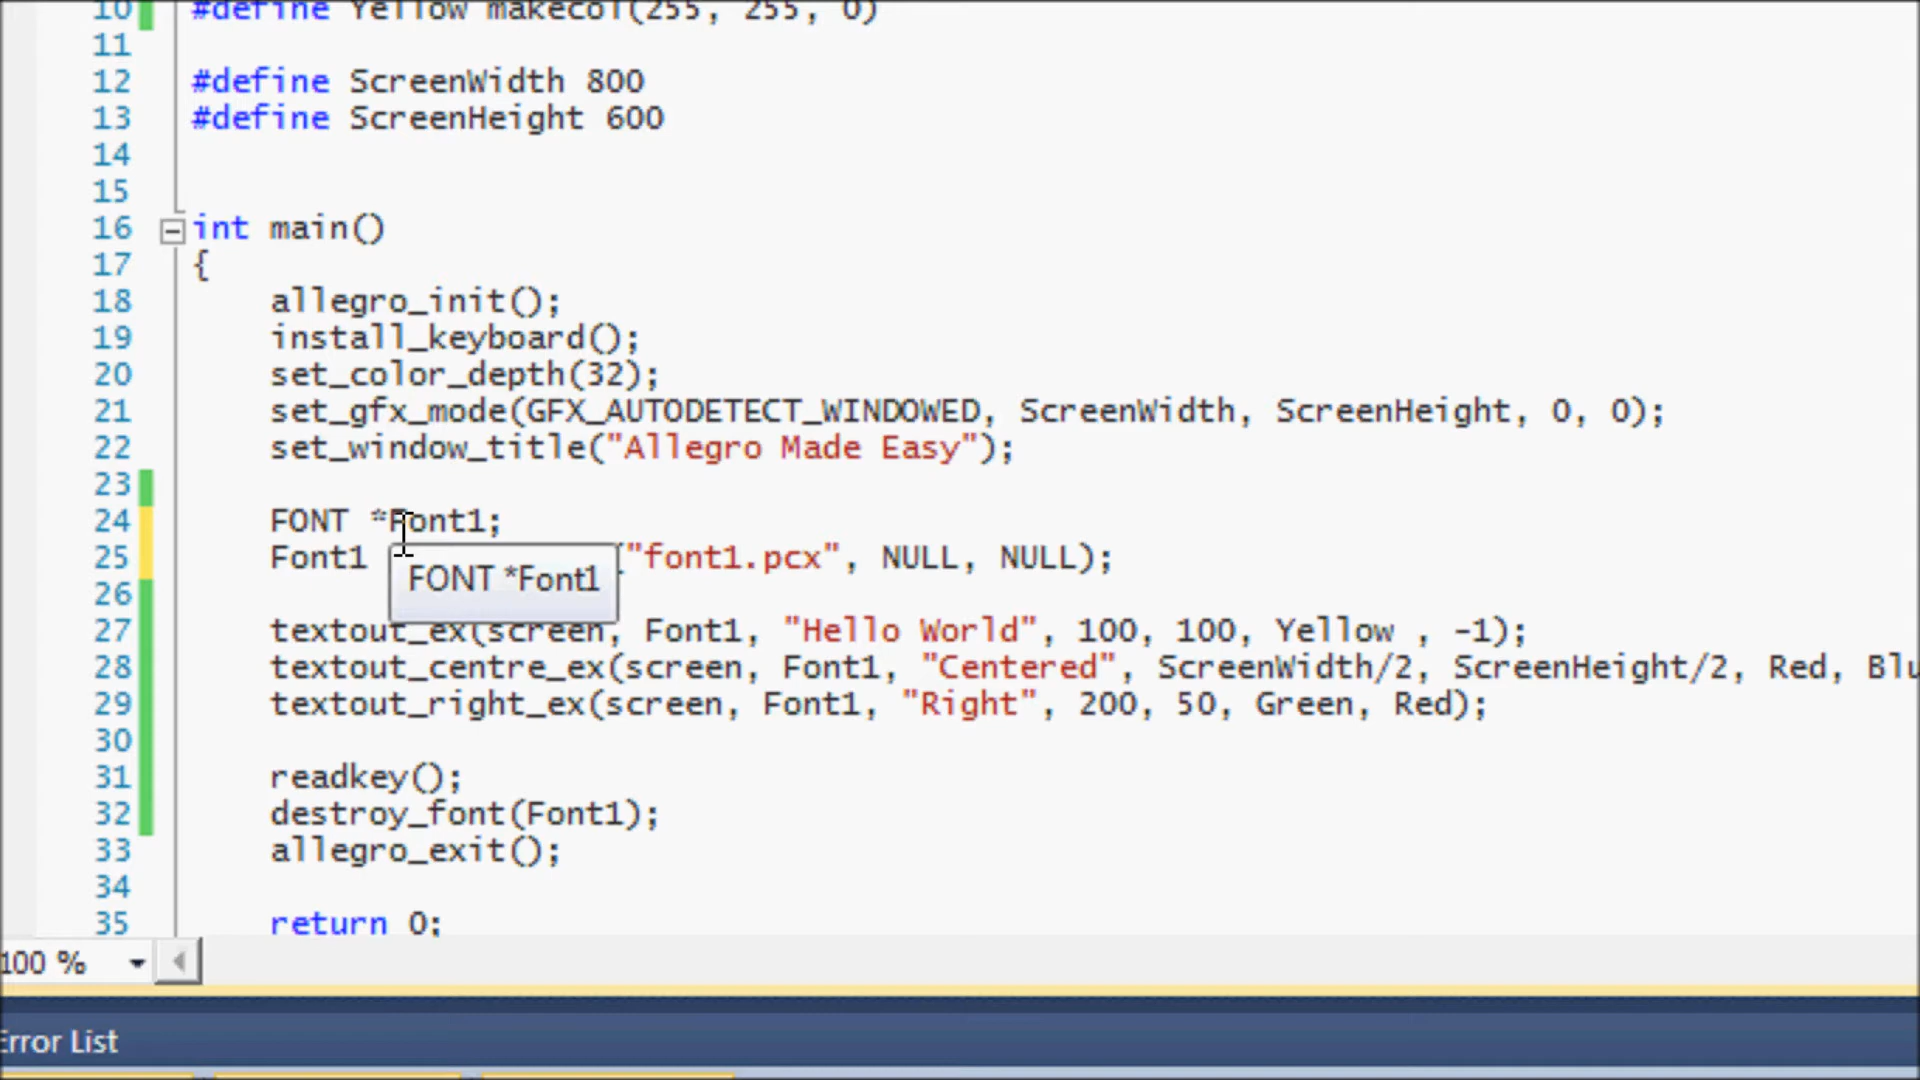 10 #define Yellow makecol(255, 255, 0)
11
12 #define ScreenWidth 800
13 #define ScreenHeight 600
14
15
16 int main()
17 {
18 allegro_init();
19 install_keyboard();
20 set_color_depth(32);
21 set_gfx_mode(GFX_AUTODETECT_WINDOWED, ScreenWidth, ScreenHeight, 0, 0);
22 set_window_title("Allegro Made Easy");
23
24 FONT *Font1;
25 Font1 ("font1.pcx", NULL, NULL);
FONT *Font1
26
27 textout_ex(screen, Font1, "Hello World", 100, 100, Yellow , -1);
28 textout_centre_ex(screen, Font1, "Centered", ScreenWidth/2, ScreenHeight/2, Red, Blu
29 textout_right_ex(screen, Font1, "Right", 200, 50, Green, Red);
30
31 readkey();
32 destroy_font(Font1);
33 allegro_exit();
34
35 return 0;
100 %
Error List